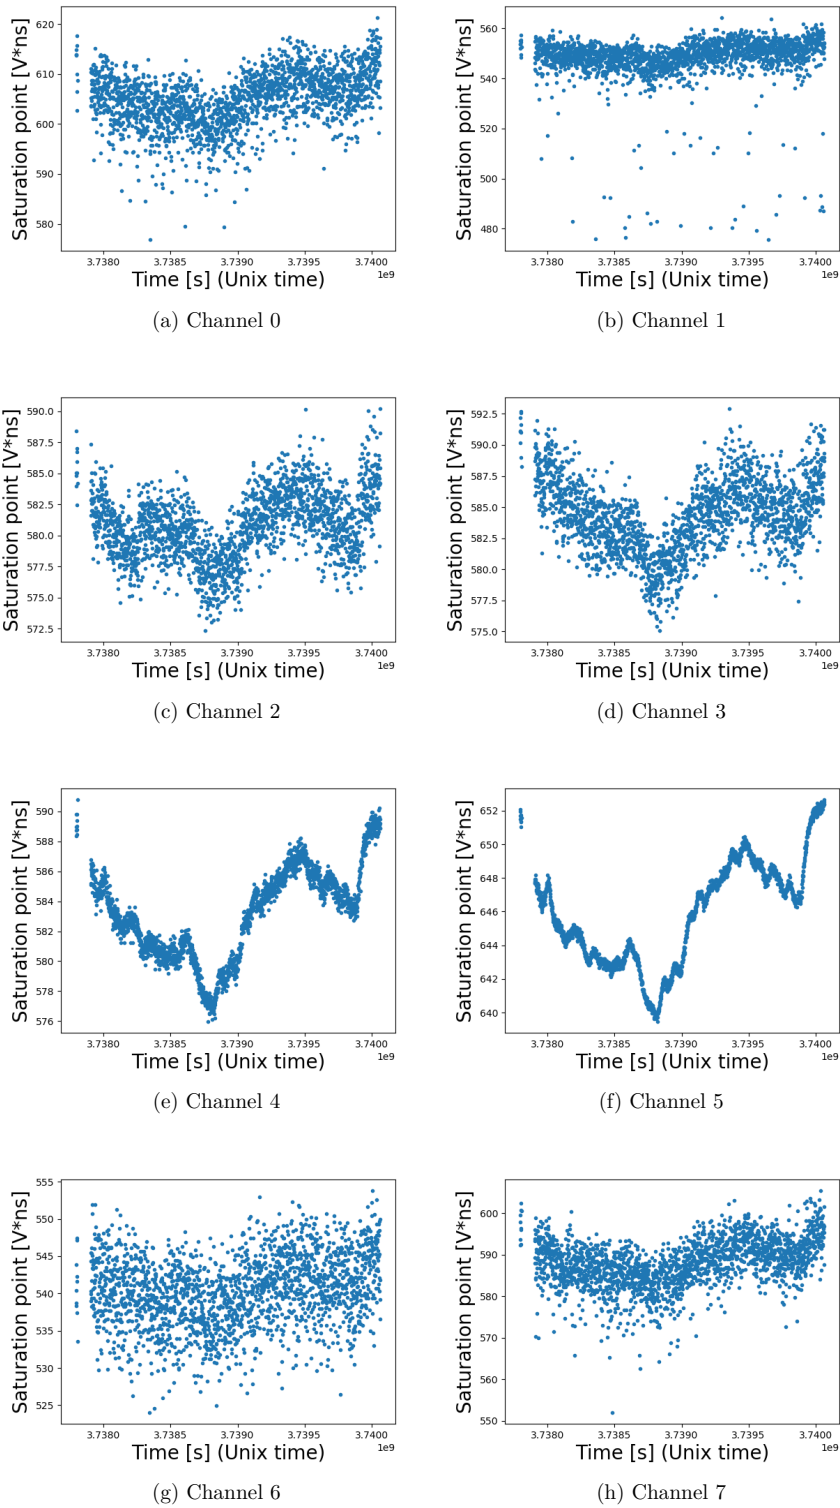 620
610
600
590
580
Saturation point [V*ns]
3.7380 3.7385 3.7390 3.7395 3.7400
1e9
Time [s] (Unix time)
(a) Channel 0
560
540
520
500
480
Saturation point [V*ns]
3.7380 3.7385 3.7390 3.7395 3.7400
1e9
Time [s] (Unix time)
(b) Channel 1
590.0
587.5
585.0
582.5
580.0
577.5
575.0
572.5
Saturation point [V*ns]
3.7380 3.7385 3.7390 3.7395 3.7400
1e9
Time [s] (Unix time)
(c) Channel 2
592.5
590.0
587.5
585.0
582.5
580.0
577.5
575.0
Saturation point [V*ns]
3.7380 3.7385 3.7390 3.7395 3.7400
1e9
Time [s] (Unix time)
(d) Channel 3
590
588
586
584
582
580
578
576
Saturation point [V*ns]
3.7380 3.7385 3.7390 3.7395 3.7400
1e9
Time [s] (Unix time)
(e) Channel 4
652
650
648
646
644
642
640
Saturation point [V*ns]
3.7380 3.7385 3.7390 3.7395 3.7400
1e9
Time [s] (Unix time)
(f) Channel 5
555
550
545
540
535
530
525
Saturation point [V*ns]
3.7380 3.7385 3.7390 3.7395 3.7400
1e9
Time [s] (Unix time)
(g) Channel 6
600
590
580
570
560
550
Saturation point [V*ns]
3.7380 3.7385 3.7390 3.7395 3.7400
1e9
Time [s] (Unix time)
(h) Channel 7